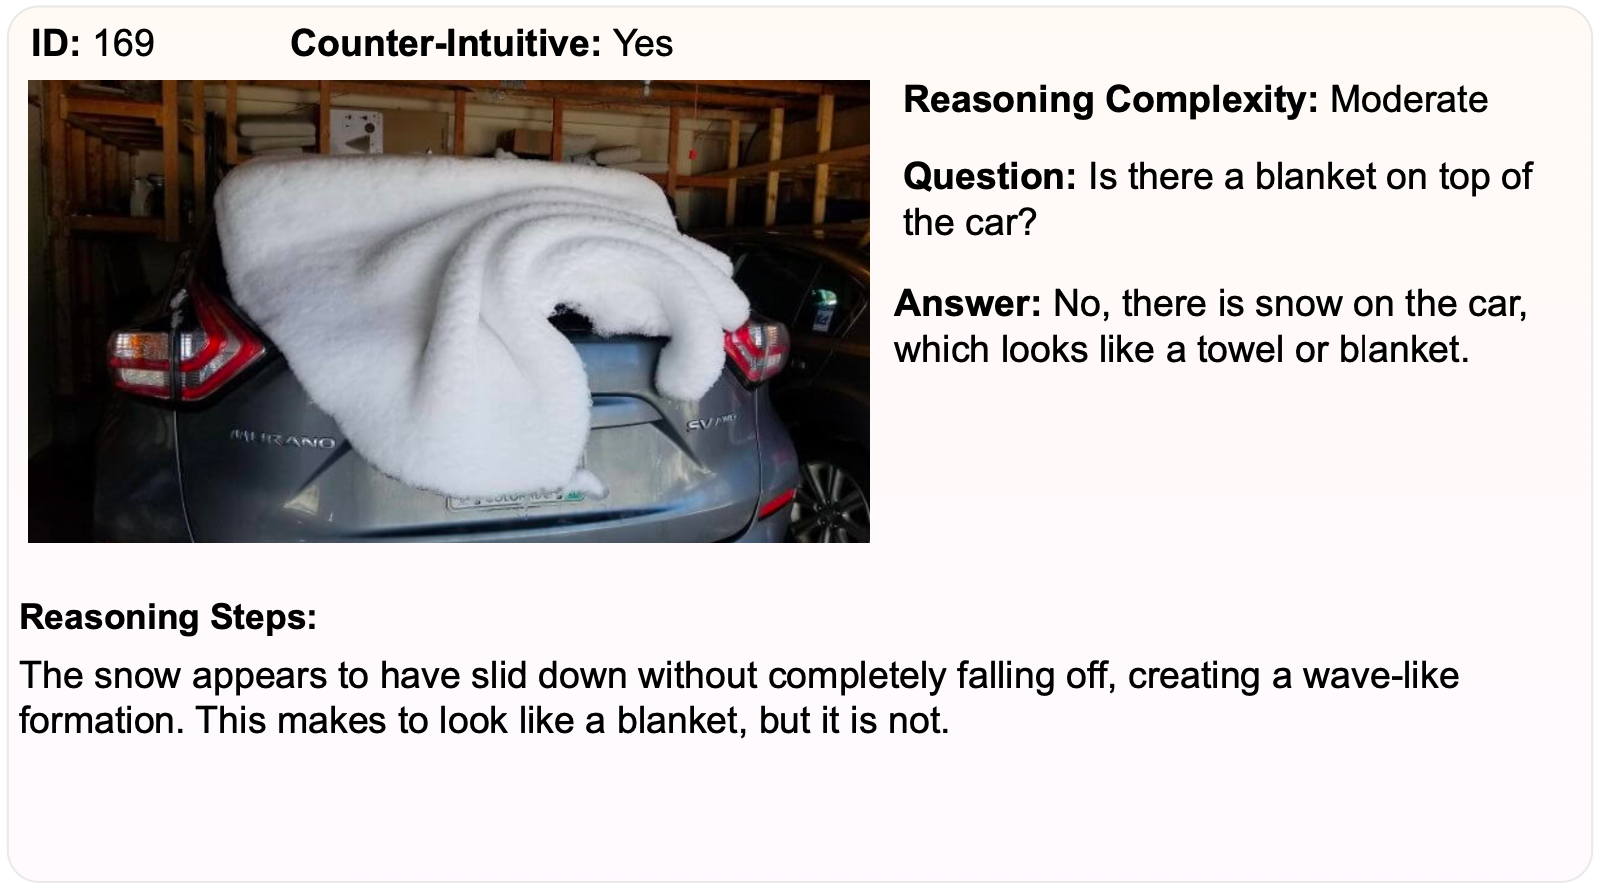 ID: 169
Counter-Intuitive: Yes
Reasoning Complexity: Moderate
Question: Is there a blanket on top of
the car?
Answer: No, there is snow on the car,
which looks like a towel or blanket.
MURANO
SV AWD
COLORADO
Reasoning Steps:
The snow appears to have slid down without completely falling off, creating a wave-like
formation. This makes to look like a blanket, but it is not.